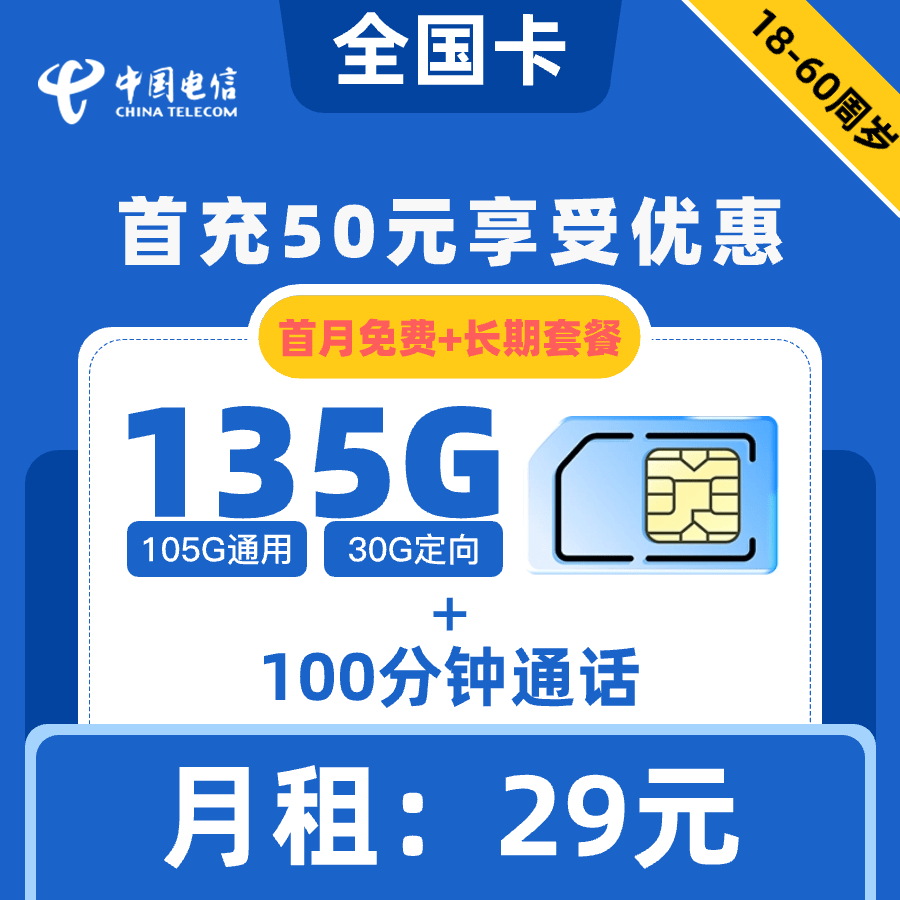 全国卡
18-60周岁
中国电信
CHINA TELECOM
首充50元享受优惠
首月免费+长期套餐
135G
105G通用
30G定向
+
100分钟通话
月租：29元